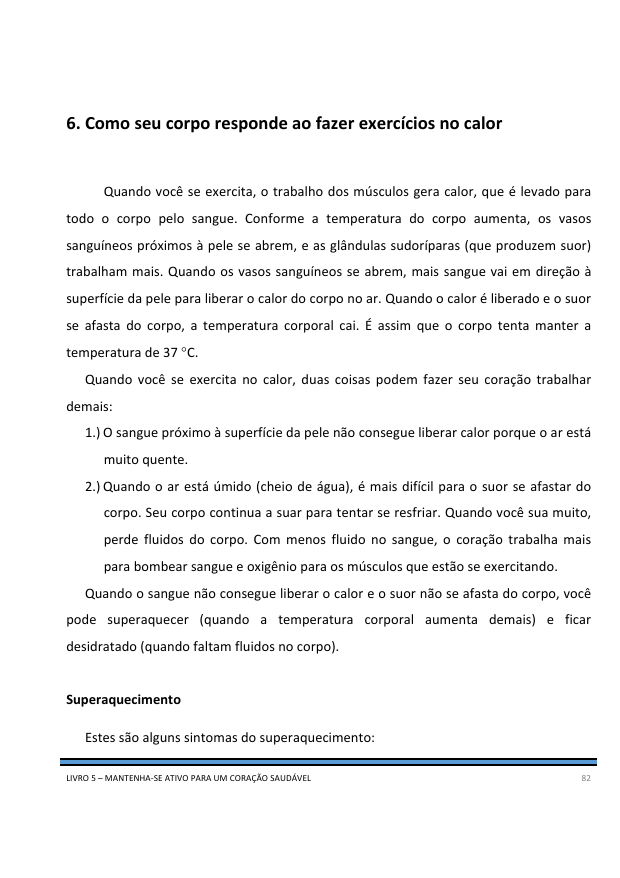 6. Como seu corpo responde ao fazer exercícios no calor
Quando você se exercita, o trabalho dos músculos gera calor, que é levado para
todo o corpo pelo sangue. Conforme a temperatura do corpo aumenta, os vasos
sanguíneos próximos à pele se abrem, e as glândulas sudoríparas (que produzem suor)
trabalham mais. Quando os vasos sanguíneos se abrem, mais sangue vai em direção à
superfície da pele para liberar o calor do corpo no ar. Quando o calor é liberado e o suor
se afasta do corpo, a temperatura corporal cai. É assim que o corpo tenta manter a
temperatura de 37 °C.
Quando você se exercita no calor, duas coisas podem fazer seu coração trabalhar
demais:
1.) O sangue próximo à superfície da pele não consegue liberar calor porque o ar está
muito quente.
2.) Quando o ar está úmido (cheio de água), é mais difícil para o suor se afastar do
corpo. Seu corpo continua a suar para tentar se resfriar. Quando você sua muito,
perde fluidos do corpo. Com menos fluido no sangue, o coração trabalha mais
para bombear sangue e oxigênio para os músculos que estão se exercitando.
Quando o sangue não consegue liberar o calor e o suor não se afasta do corpo, você
pode superaquecer (quando a temperatura corporal aumenta demais) e ficar
desidratado (quando faltam fluidos no corpo).
Superaquecimento
Estes são alguns sintomas do superaquecimento:
LIVRO 5 – MANTENHA-SE ATIVO PARA UM CORAÇÃO SAUDÁVEL 82